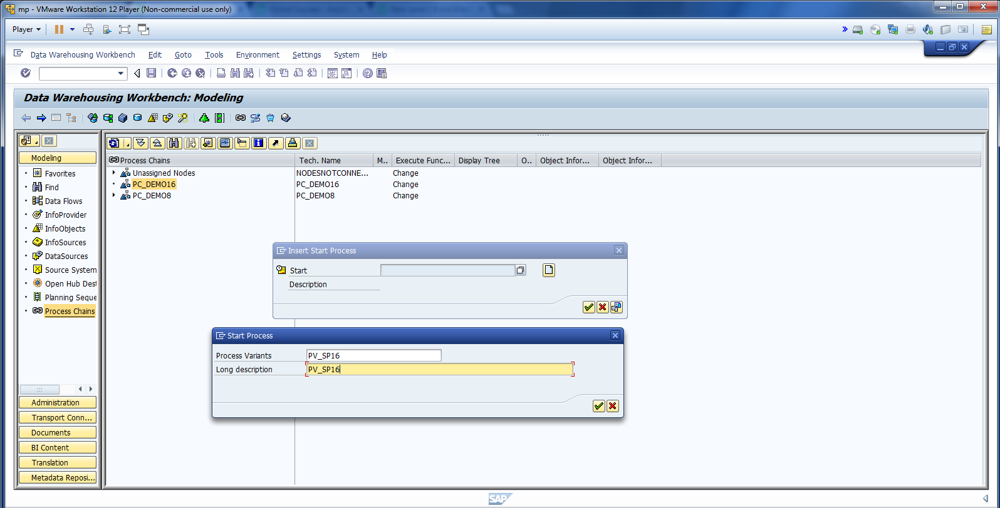 mp - VMware Workstation 12 Player (Non-commercial use only)
Player
Data Warehousing Workbench Edit Goto Tools Environment Settings System Help
Data Warehousing Workbench: Modeling
Modeling
Favorites
Find
Data Flows
InfoProvider
InfoObjects
InfoSources
DataSources
Source System
Open Hub Dest
Planning Seque
Process Chains
Administration
Transport Conn...
Documents
BI Content
Translation
Metadata Reposi...
Process Chains Tech. Name M.. Execute Func... Display Tree O.. Object Infor... Object Infor...
Unassigned Nodes NODESNOTCONNE... Change
PC_DEMO16 PC_DEMO16 Change
PC_DEMO8 PC_DEMO8 Change
Insert Start Process
Start
Description
Start Process
Process Variants PV_SP16
Long description PV_SP16
SAP